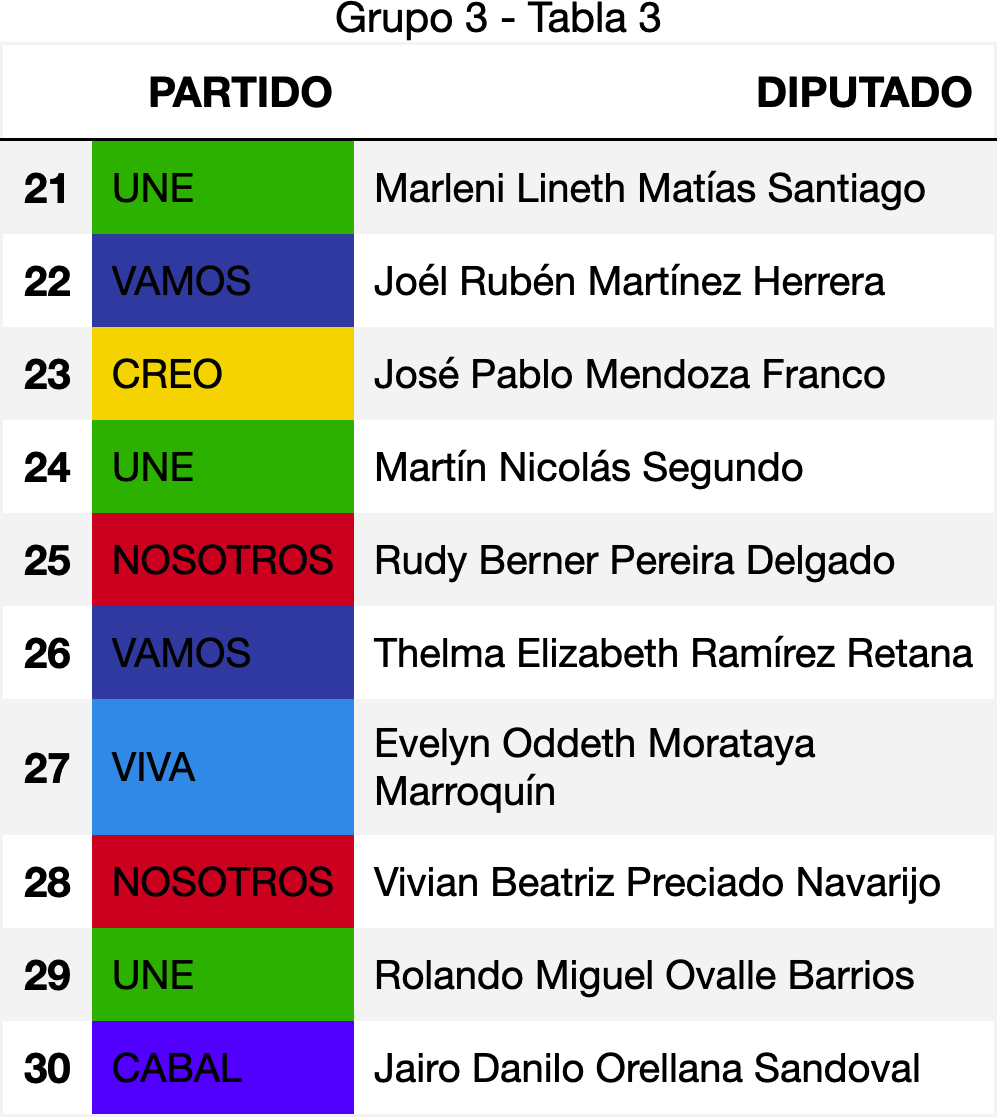 Grupo 3 - Tabla 3
PARTIDO DIPUTADO
21 UNE Marleni Lineth Matías Santiago
22 VAMOS Joél Rubén Martínez Herrera
23 CREO José Pablo Mendoza Franco
24 UNE Martín Nicolás Segundo
25 NOSOTROS Rudy Berner Pereira Delgado
26 VAMOS Thelma Elizabeth Ramírez Retana
27 VIVA Evelyn Oddeth Morataya
Marroquín
28 NOSOTROS Vivian Beatriz Preciado Navarijo
29 UNE Rolando Miguel Ovalle Barrios
30 CABAL Jairo Danilo Orellana Sandoval